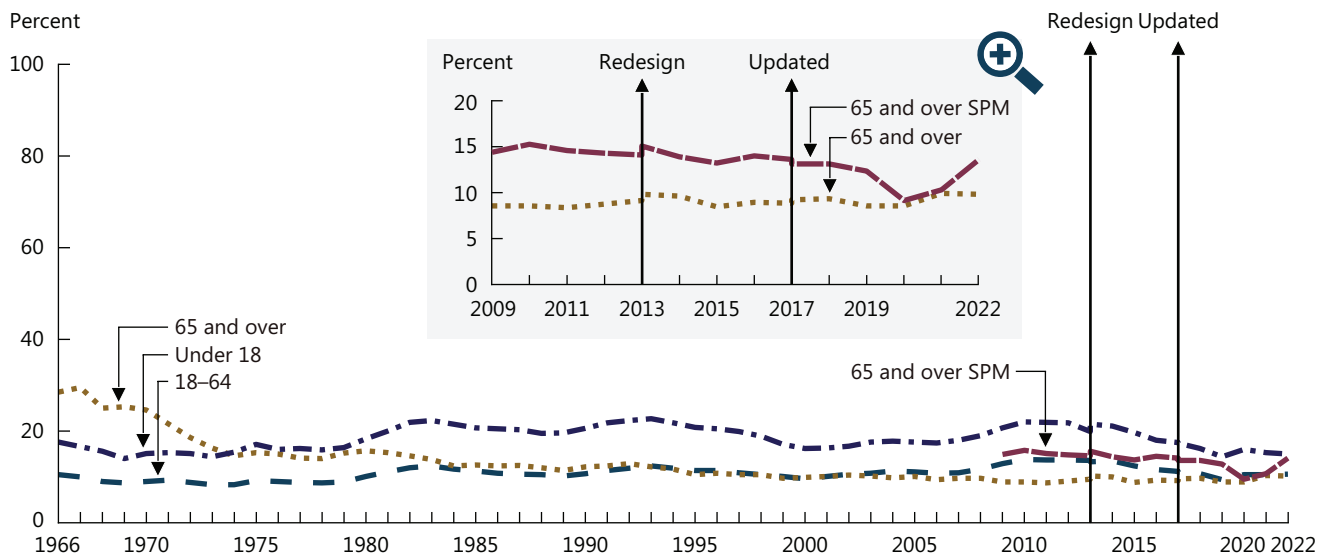 Percent
Redesign Updated
100
80
60
40
20
0
Percent
Redesign
Updated
20
15
10
5
0
65 and over SPM
65 and over
2009 2011 2013 2015 2017 2019 2022
65 and over
Under 18
18–64
65 and over SPM
1966 1970 1975 1980 1985 1990 1995 2000 2005 2010 2015 2020 2022